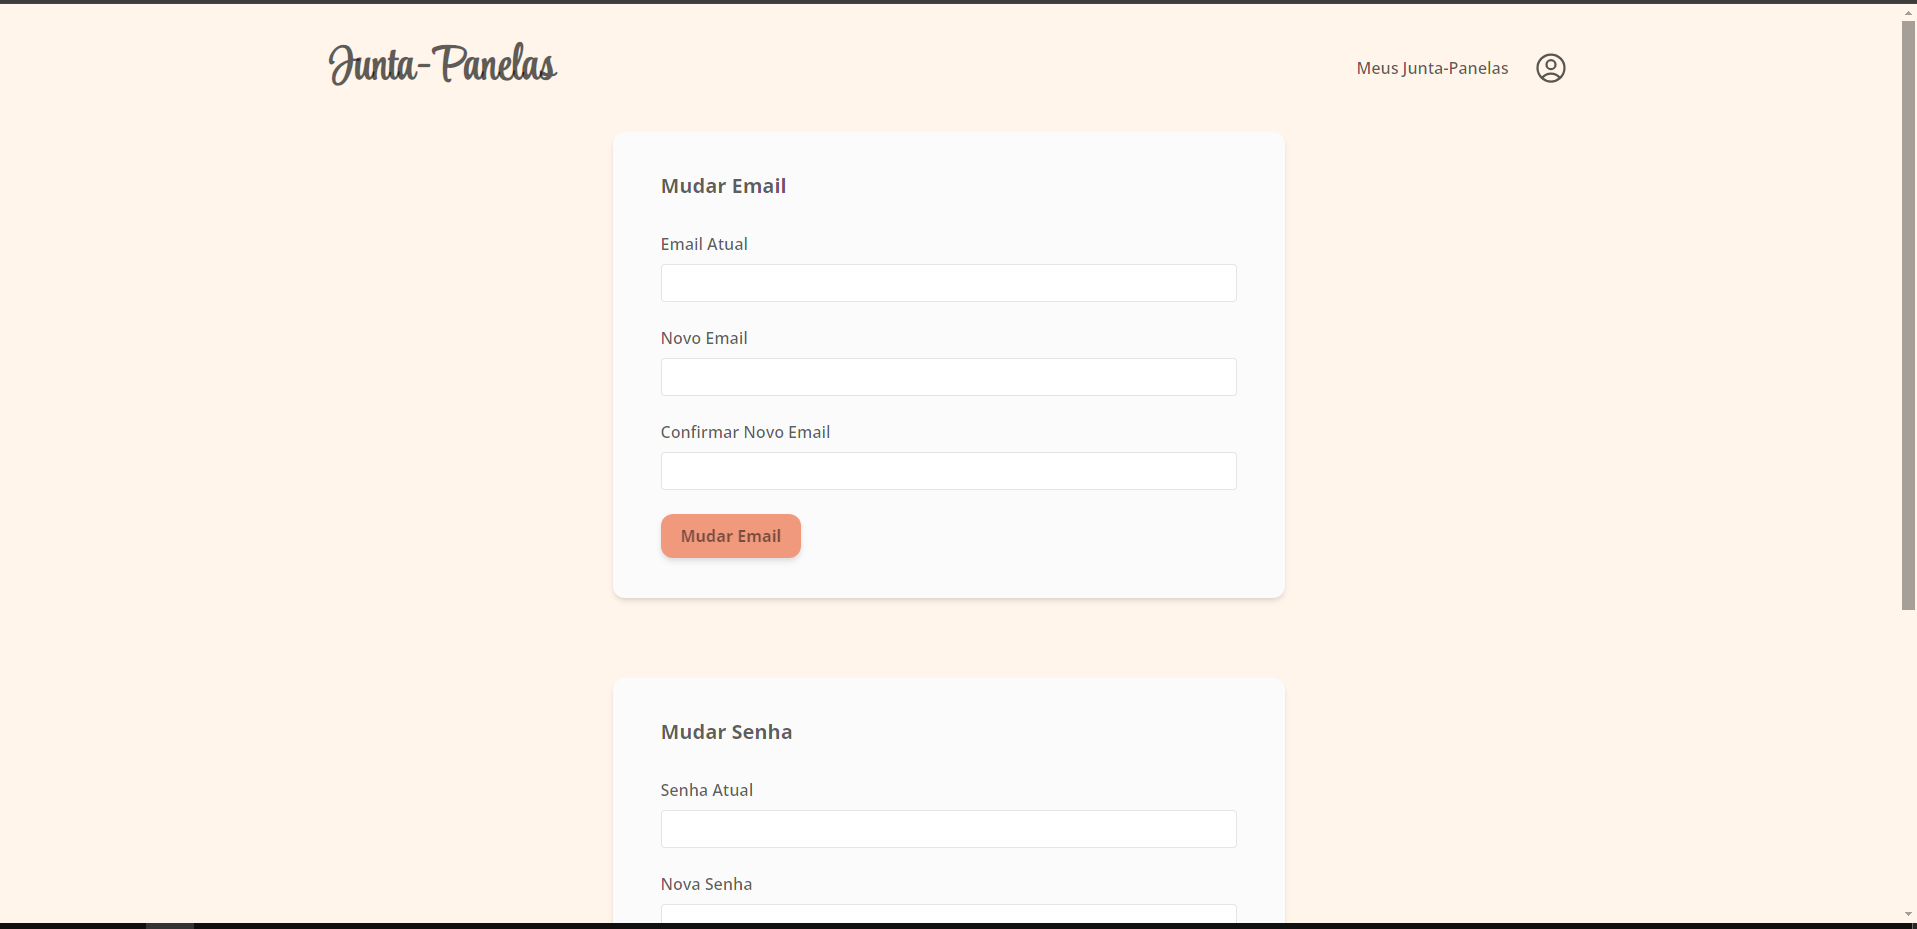 Junta-Panelas
Meus Junta-Panelas
Mudar Email
Email Atual
Novo Email
Confirmar Novo Email
Mudar Email
Mudar Senha
Senha Atual
Nova Senha